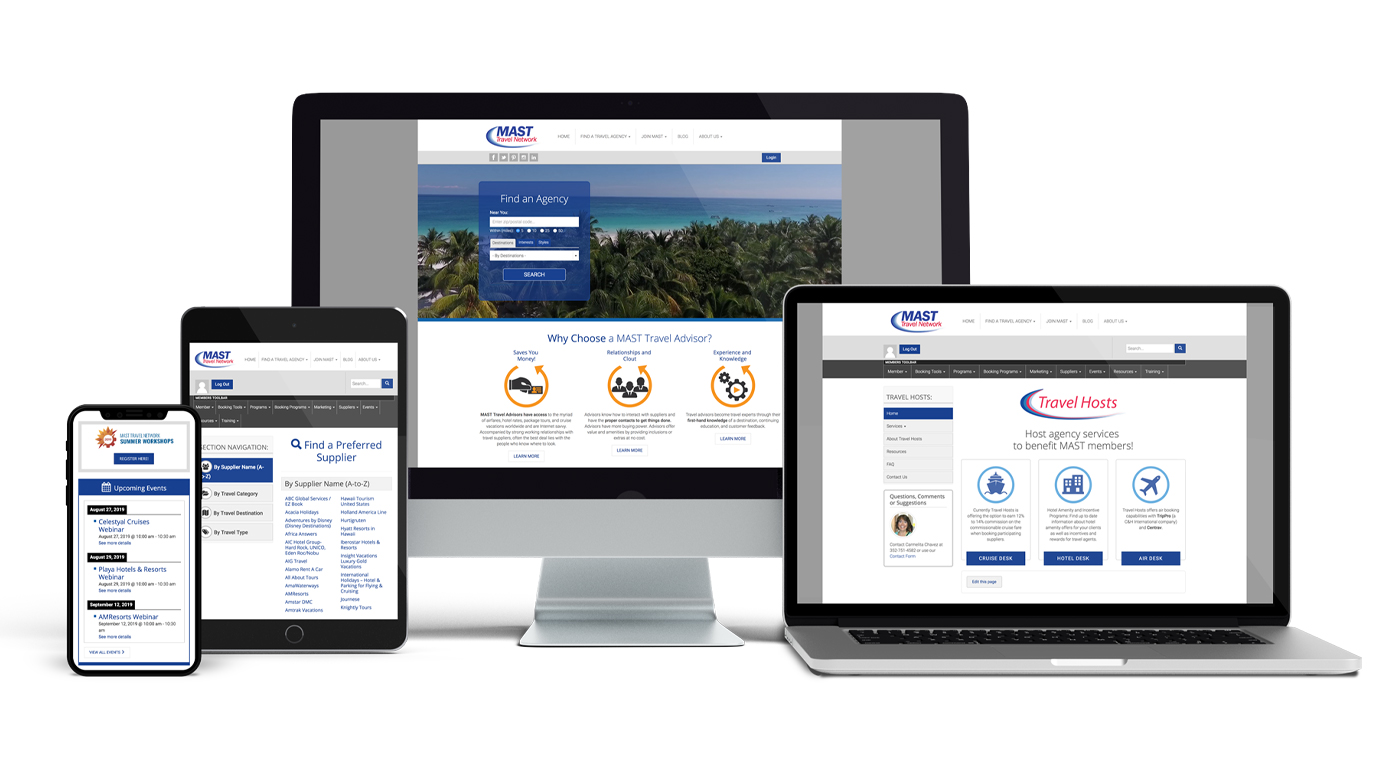 MAST
Travel Network
HOME
FIND A TRAVEL AGENCY
JOIN MAST
BLOG
ABOUT US
Login
Find an Agency
Near You:
Enter zip/postal code...
Within (miles):
5
10
25
50
Destinations
Interests
Styles
- By Destinations -
SEARCH
Why Choose a MAST Travel Advisor?
Saves You
Money!
MAST Travel Advisors have access to the myriad
of airfares, hotel rates, package tours, and cruise
vacations worldwide and are Internet savvy.
Accompanied by strong working relationships with
travel suppliers, often the best deal lies with the
people who know where to look.
LEARN MORE
Relationships and
Clout
Advisors know how to interact with suppliers and
have the proper contacts to get things done.
Advisors have more buying power. Advisors offer
value and amenities by providing inclusions or
extras at no cost.
LEARN MORE
Experience and
Knowledge
Travel advisors become travel experts through their
first-hand knowledge of a destination, continuing
education, and customer feedback.
LEARN MORE
MAST
Travel Network
HOME
FIND A TRAVEL AGENCY
JOIN MAST
BLOG
ABOUT US
Log Out
Search...
MEMBERS TOOLBAR
Member
Booking Tools
Programs
Booking Programs
Marketing
Suppliers
Events
Resources
Training
SECTION NAVIGATION:
By Supplier Name (A-
to-Z)
By Travel Category
By Travel Destination
By Travel Type
Find a Preferred
Supplier
By Supplier Name (A-to-Z)
ABC Global Services /
EZ Book
Acacia Holidays
Adventures by Disney
(Disney Destinations)
Africa Answers
AIC Hotel Group-
Hard Rock, UNICO,
Eden Roc/Nobu
AIG Travel
Alamo Rent A Car
All About Tours
AmaWaterways
AMResorts
Amstar DMC
Amtrak Vacations
Hawaii Tourism
United States
Holland America Line
Hurtigruten
Hyatt Resorts in
Hawaii
Iberostar Hotels &
Resorts
Insight Vacations
Luxury Gold
Vacations
International
Holidays – Hotel &
Parking for Flying &
Cruising
Journese
Knightly Tours
MAST TRAVEL NETWORK
SUMMER WORKSHOPS
REGISTER HERE!
Upcoming Events
August 27, 2019
Celestyal Cruises
Webinar
August 27, 2019 @ 10:00 am - 10:30
am
See more details
August 29, 2019
Playa Hotels & Resorts
Webinar
August 29, 2019 @ 10:00 am - 10:30 am
See more details
September 12, 2019
AMResorts Webinar
September 12, 2019 @ 10:00 am - 10:30
am
See more details
VIEW ALL EVENTS
MAST
Travel Network
HOME
FIND A TRAVEL AGENCY
JOIN MAST
BLOG
ABOUT US
Log Out
Search...
MEMBERS TOOLBAR
Member
Booking Tools
Programs
Booking Programs
Marketing
Suppliers
Events
Resources
Training
TRAVEL HOSTS:
Home
Services
About Travel Hosts
Resources
FAQ
Contact Us
Questions, Comments
or Suggestions
Contact Carmelita Chavez at
332-731-4582 or use our
Contact Form
Travel Hosts
Host agency services
to benefit MAST members!
Currently Travel Hosts is
offering the option to earn 12%
to 14% commission on the
commissionable cruise fare
when booking participating
suppliers.
CRUISE DESK
Hotel Amenity and Incentive
Programs. Find up to date
information about hotel
amenity offers for your clients
as well as incentives and
rewards for travel agents.
HOTEL DESK
Travel Hosts offers air booking
capabilities with TripPro (a
C&H International company)
and Centrav
AIR DESK
Edit this page